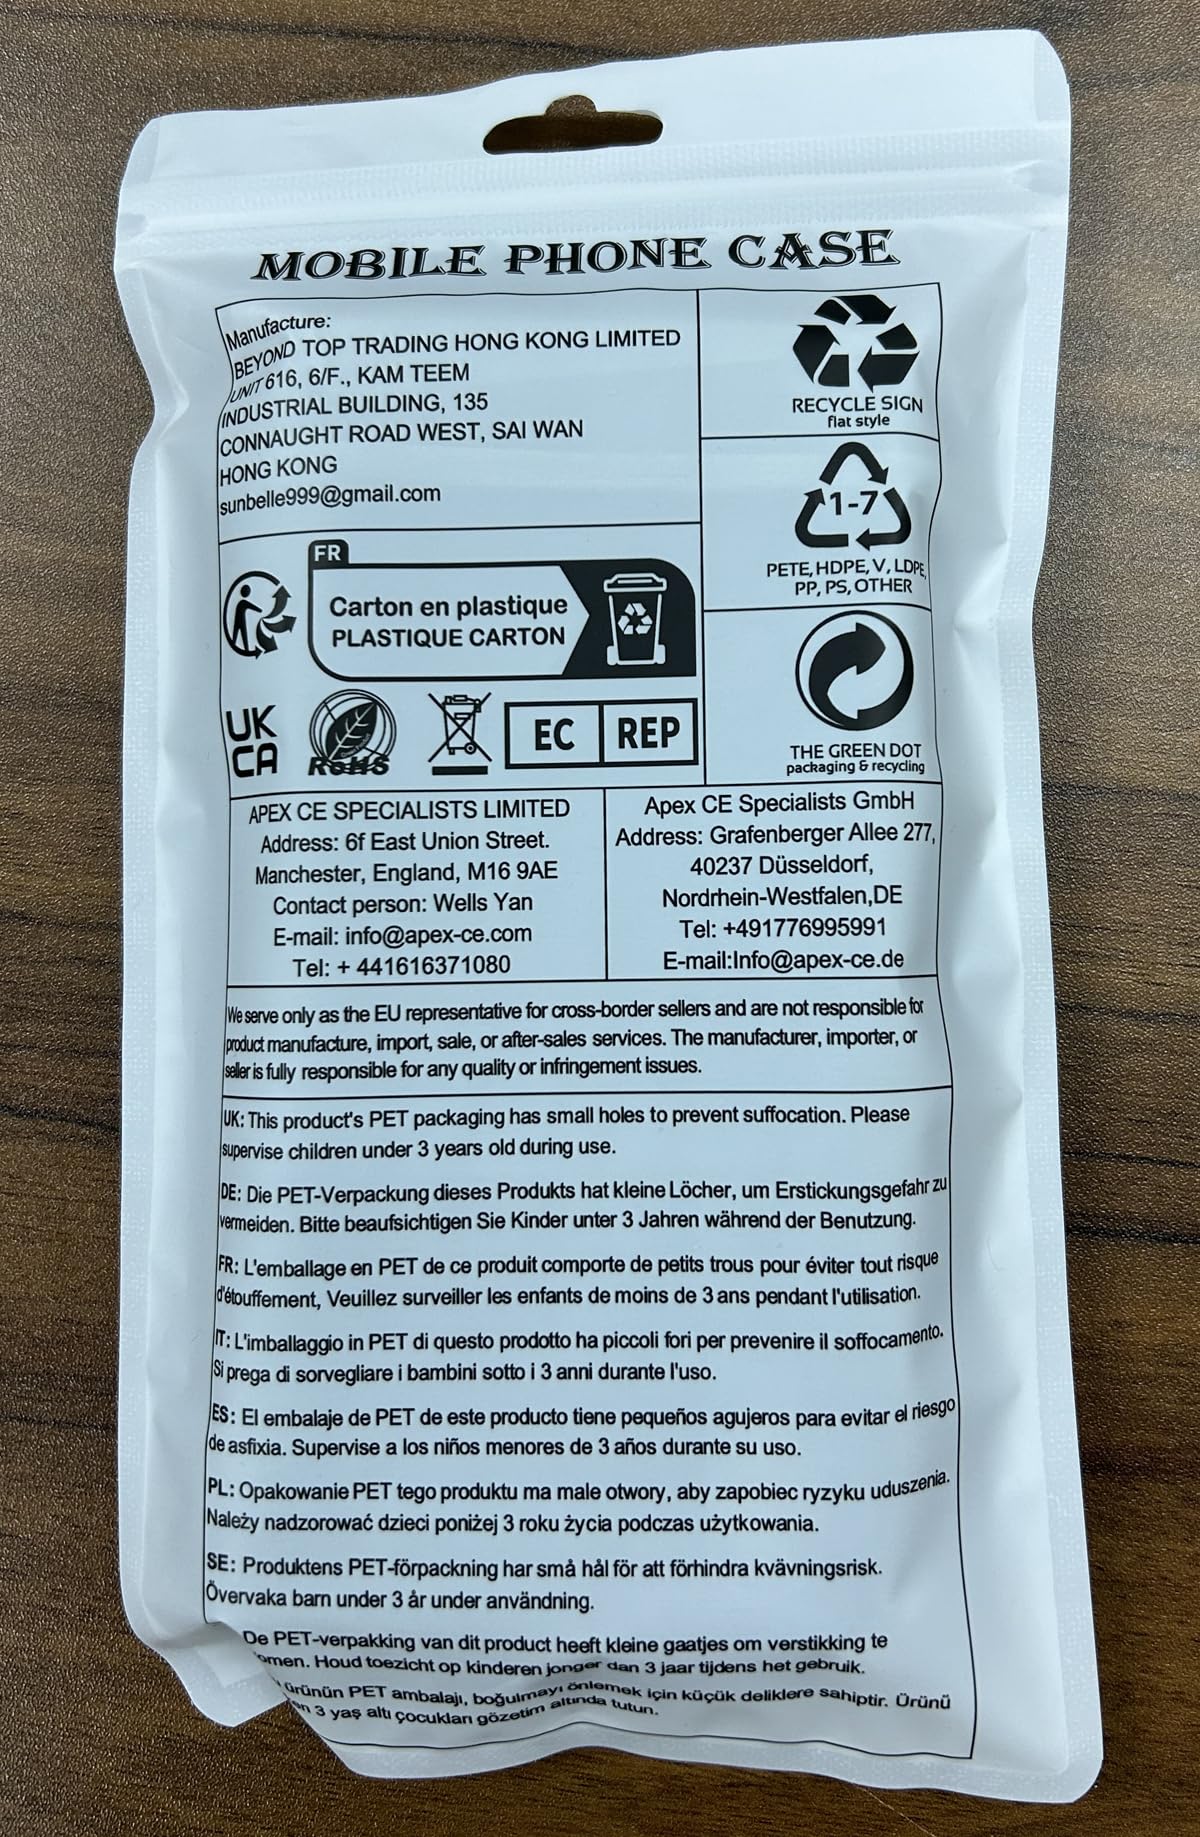 MOBILE PHONE CASE
Manufacture:
BEYOND TOP TRADING HONG KONG LIMITED
UNIT 616, 6/F., KAM TEEM
INDUSTRIAL BUILDING, 135
CONNAUGHT ROAD WEST, SAI WAN
HONG KONG
sunbelle999@gmail.com
RECYCLE SIGN
flat style
1-7
PETE, HDPE, V, LDPE,
PP, PS, OTHER
THE GREEN DOT
packaging & recycling
FR
Carton en plastique
PLASTIQUE CARTON
UK
CA
RoHS
EC REP
APEX CE SPECIALISTS LIMITED
Address: 6f East Union Street.
Manchester, England, M16 9AE
Contact person: Wells Yan
E-mail: info@apex-ce.com
Tel: + 441616371080
Apex CE Specialists GmbH
Address: Grafenberger Allee 277,
40237 Düsseldorf,
Nordrhein-Westfalen,DE
Tel: +491776995991
E-mail:Info@apex-ce.de
We serve only as the EU representative for cross-border sellers and are not responsible for
product manufacture, import, sale, or after-sales services. The manufacturer, importer, or
seller is fully responsible for any quality or infringement issues.
UK: This product's PET packaging has small holes to prevent suffocation. Please
supervise children under 3 years old during use.
DE: Die PET-Verpackung dieses Produkts hat kleine Löcher, um Erstickungsgefahr zu
vermeiden. Bitte beaufsichtigen Sie Kinder unter 3 Jahren während der Benutzung.
FR: L'emballage en PET de ce produit comporte de petits trous pour éviter tout risque
d'étouffement, Veuillez surveiller les enfants de moins de 3 ans pendant l'utilisation.
IT: L'imballaggio in PET di questo prodotto ha piccoli fori per prevenire il soffocamento.
Si prega di sorvegliare i bambini sotto i 3 anni durante l'uso.
ES: El embalaje de PET de este producto tiene pequeños agujeros para evitar el riesgo
de asfixia. Supervise a los niños menores de 3 años durante su uso.
PL: Opakowanie PET tego produktu ma male otwory, aby zapobiec ryzyku uduszenia.
Należy nadzorować dzieci poniżej 3 roku życia podczas użytkowania.
SE: Produktens PET-förpackning har små hål för att förhindra kvävningsrisk.
Övervaka barn under 3 år under användning.
De PET-verpakking van dit product heeft kleine gaatjes om verstikking te
omen. Houd toezicht op kinderen jonger dan 3 jaar tijdens het gebruik.
ürünün PET ambalajı, boğulmayı önlemek için küçük deliklere sahiptir. Ürünü
3 yaş altı çocukları gözetim altında tutun.